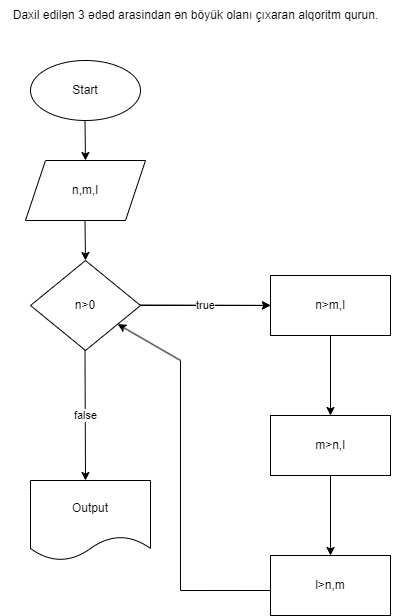 Daxil edilən 3 ədəd arasindan ən böyük olanı çıxaran alqoritm qurun.
Start
n,m,l
n>0
true
n>m,l
false
m>n,l
Output
l>n,m